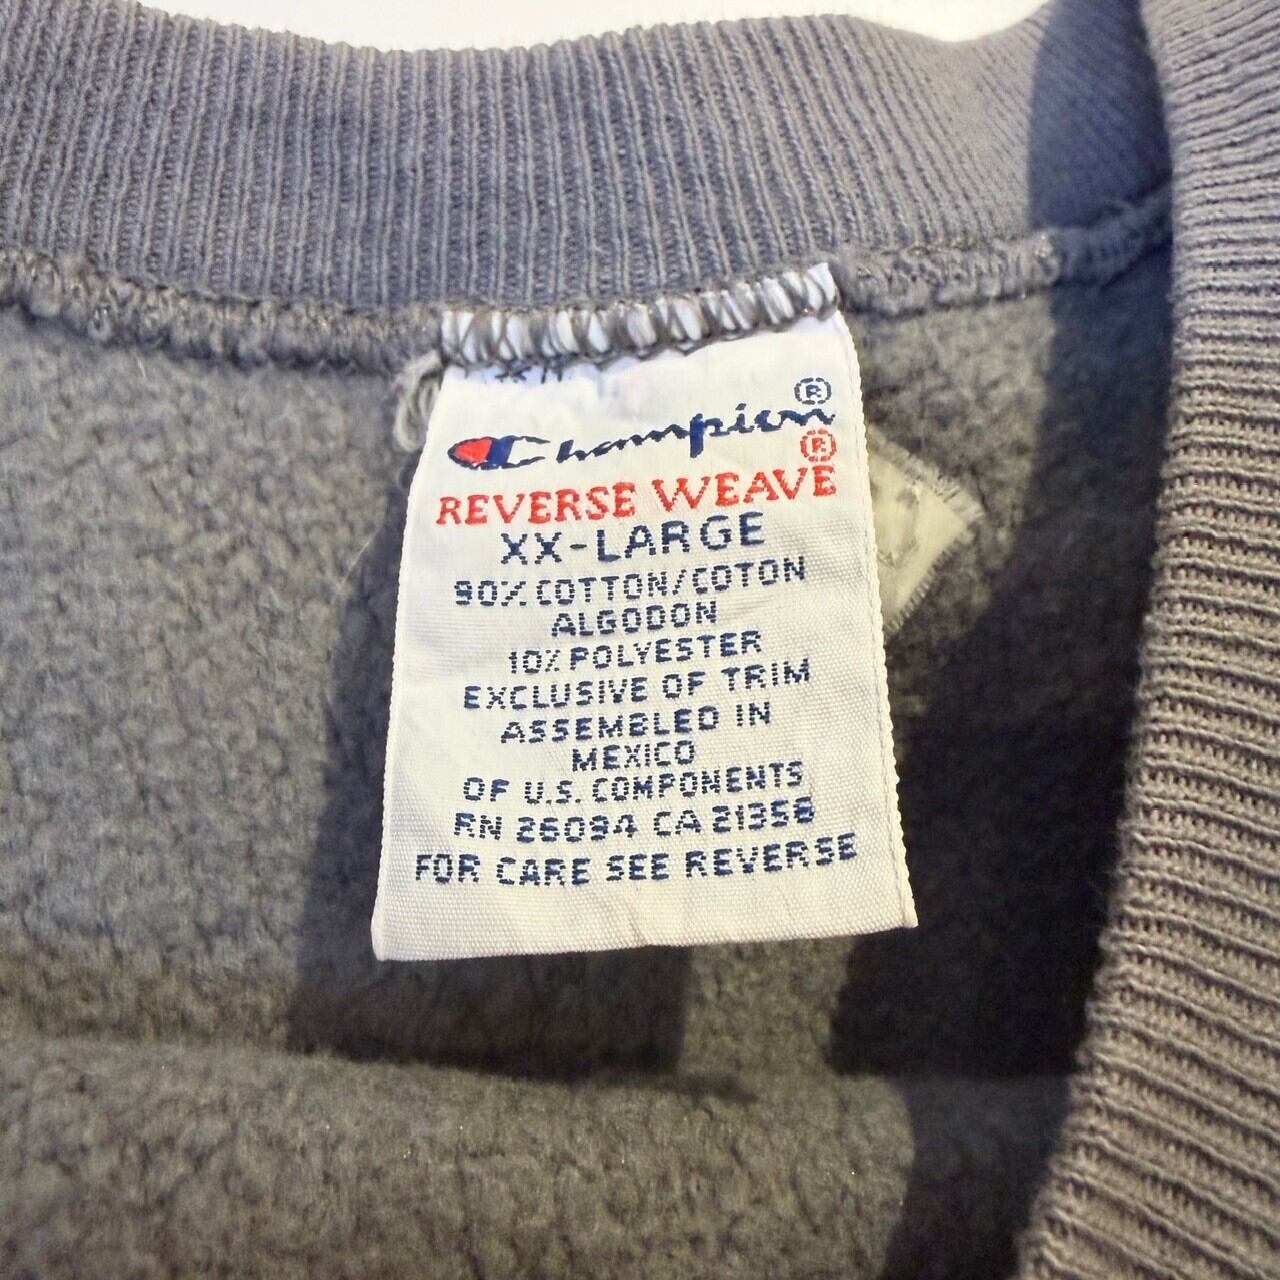 Champion®
®
REVERSE WEAVE
XX-LARGE
90% COTTON/COTON
ALGODON
10% POLYESTER
EXCLUSIVE OF TRIM
ASSEMBLED IN
MEXICO
OF U.S. COMPONENTS
RN 26094 CA 21358
FOR CARE SEE REVERSE